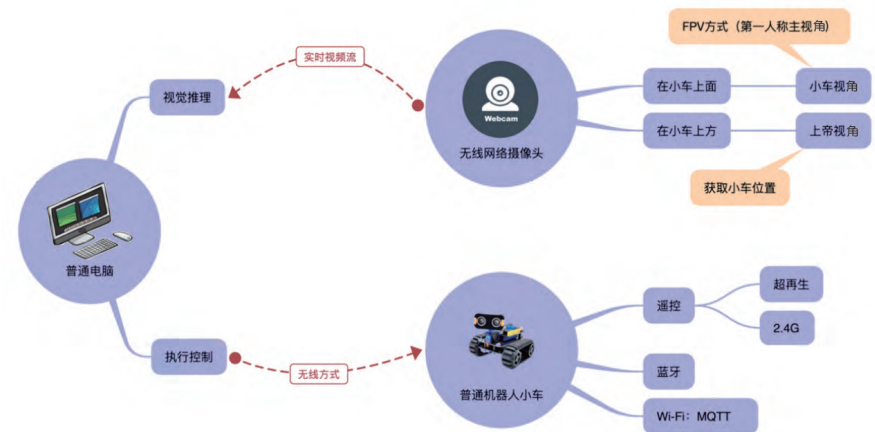 FPV方式（第一人称主视角）
实时视频流
视觉推理
Webcam
无线网络摄像头
在小车上面
小车视角
在小车上方
上帝视角
获取小车位置
普通电脑
执行控制
无线方式
普通机器人小车
遥控
超再生
2.4G
蓝牙
Wi-Fi：MQTT